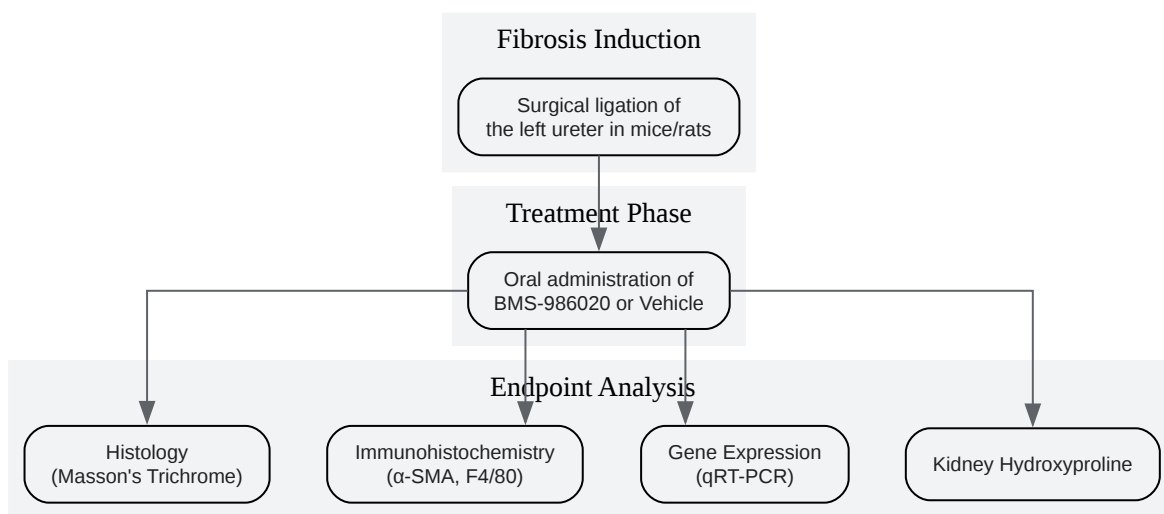 Fibrosis Induction
Surgical ligation of
the left ureter in mice/rats
Treatment Phase
Oral administration of
BMS-986020 or Vehicle
Endpoint Analysis
Histology
(Masson's Trichrome)
Immunohistochemistry
(α-SMA, F4/80)
Gene Expression
(qRT-PCR)
Kidney Hydroxyproline